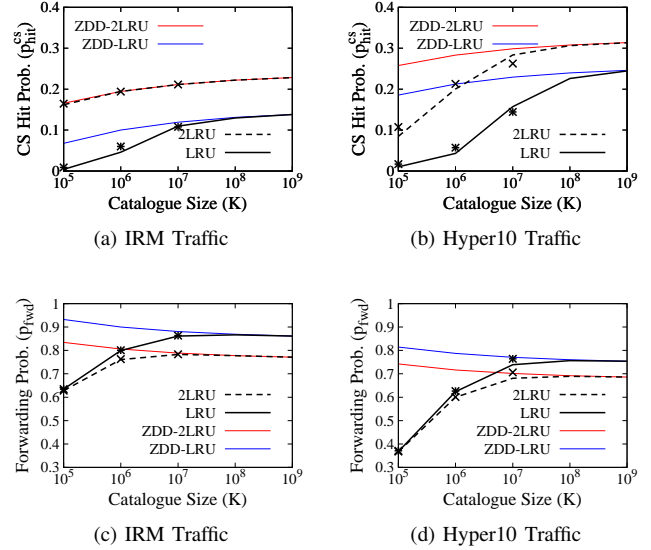 0.4
0.3
0.2
0.1
0
CS Hit Prob. (p_hit^cs)
ZDD-2LRU
ZDD-LRU
2LRU
LRU
10^5 10^6 10^7 10^8 10^9
Catalogue Size (K)
(a) IRM Traffic
0.4
0.3
0.2
0.1
0
CS Hit Prob. (p_hit^cs)
ZDD-2LRU
ZDD-LRU
2LRU
LRU
10^5 10^6 10^7 10^8 10^9
Catalogue Size (K)
(b) Hyper10 Traffic
1
0.9
0.8
0.7
0.6
0.5
0.4
0.3
Forwarding Prob. (p_fwd)
2LRU
LRU
ZDD-2LRU
ZDD-LRU
10^5 10^6 10^7 10^8 10^9
Catalogue Size (K)
(c) IRM Traffic
1
0.9
0.8
0.7
0.6
0.5
0.4
0.3
Forwarding Prob. (p_fwd)
2LRU
LRU
ZDD-2LRU
ZDD-LRU
10^5 10^6 10^7 10^8 10^9
Catalogue Size (K)
(d) Hyper10 Traffic